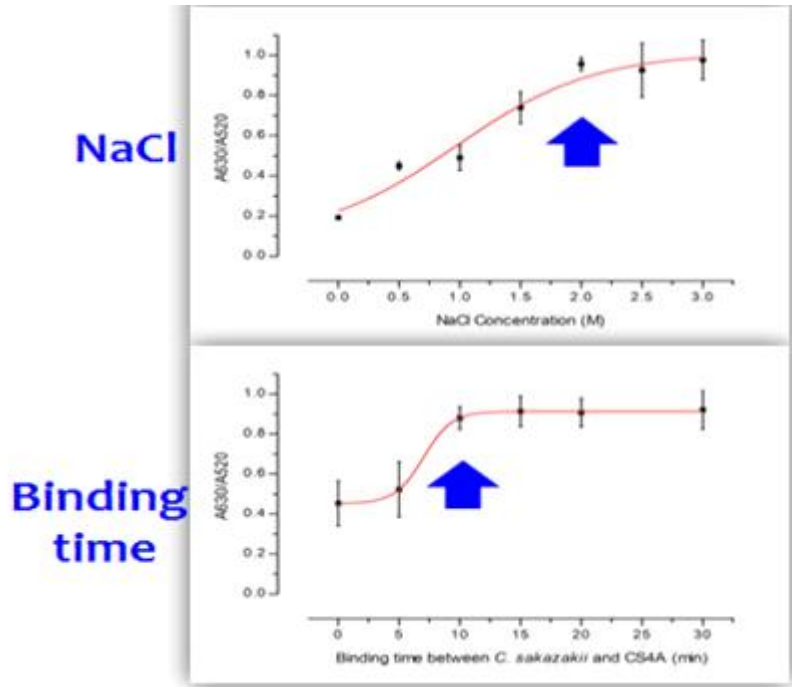 NaCl
A630/A520
1.0
0.8
0.6
0.4
0.2
0.0
0.0 0.5 1.0 1.5 2.0 2.5 3.0
NaCl Concentration (M)
Binding
time
A630/A520
1.0
0.8
0.6
0.4
0.2
0.0
0 5 10 15 20 25 30
Binding time between C. sakazakii and CS4A (min)